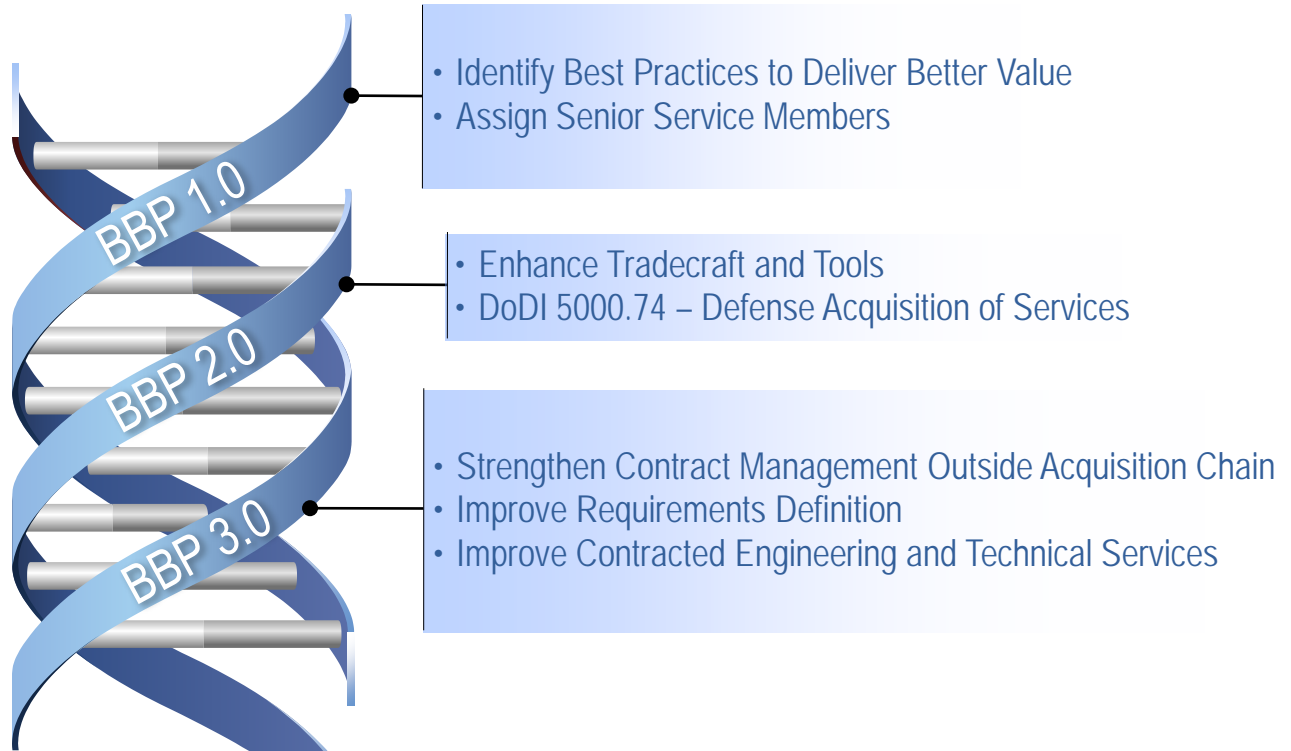 BBP 1.0
• Identify Best Practices to Deliver Better Value
• Assign Senior Service Members
BBP 2.0
• Enhance Tradecraft and Tools
• DoDI 5000.74 – Defense Acquisition of Services
BBP 3.0
• Strengthen Contract Management Outside Acquisition Chain
• Improve Requirements Definition
• Improve Contracted Engineering and Technical Services